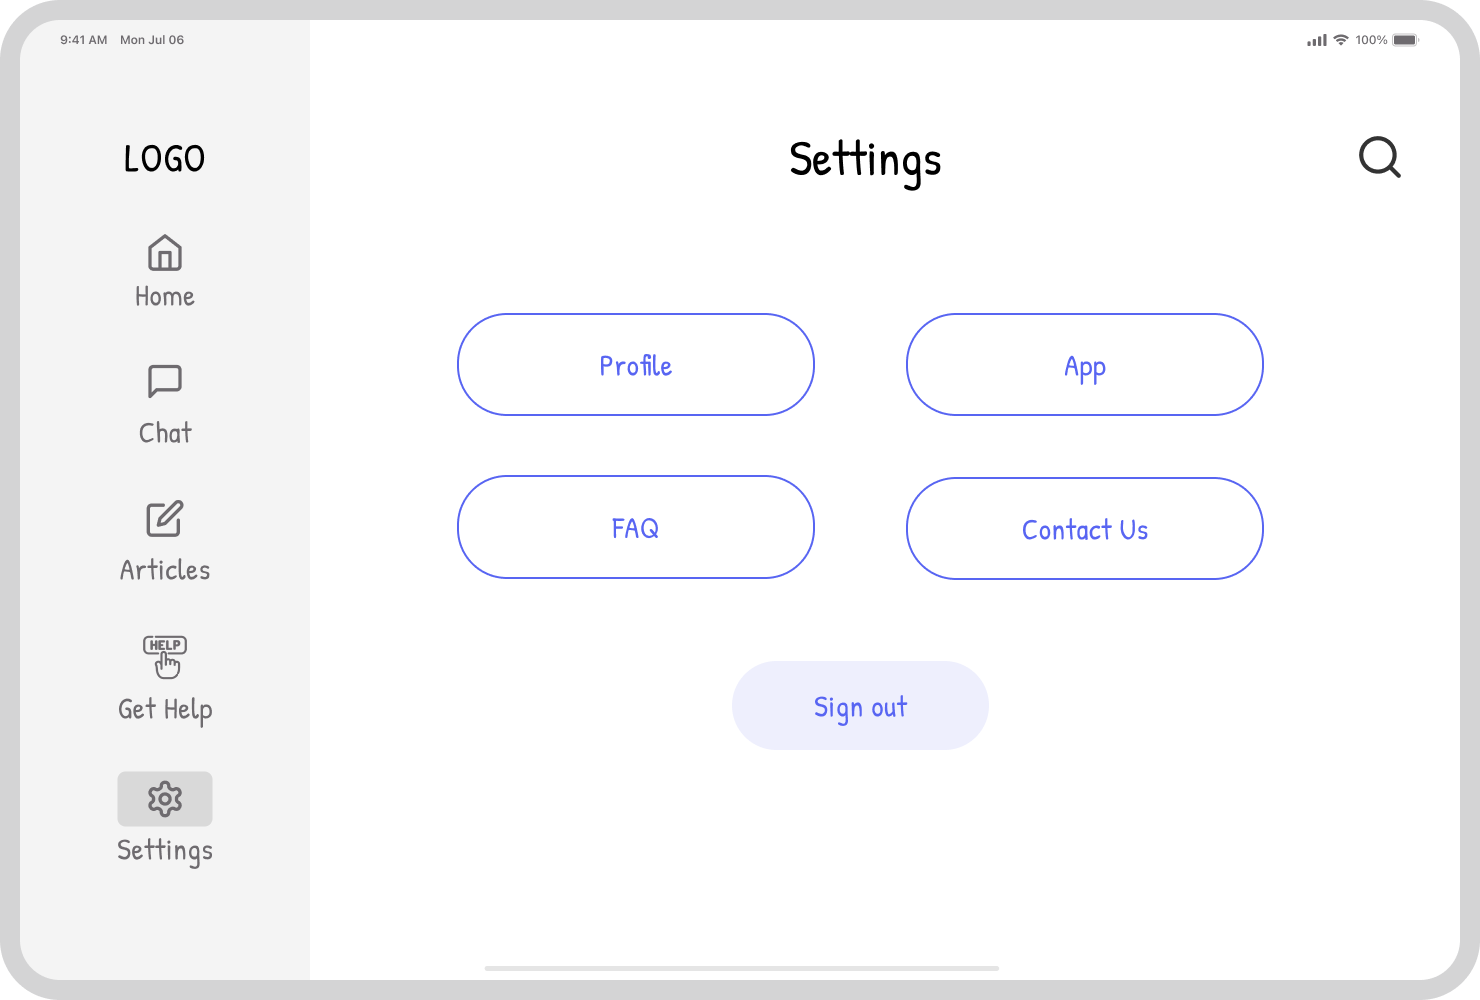 9:41 AM Mon Jul 06
100%
LOGO
Settings
Home
Chat
Articles
HELP
Get Help
Settings
Profile
App
FAQ
Contact Us
Sign out